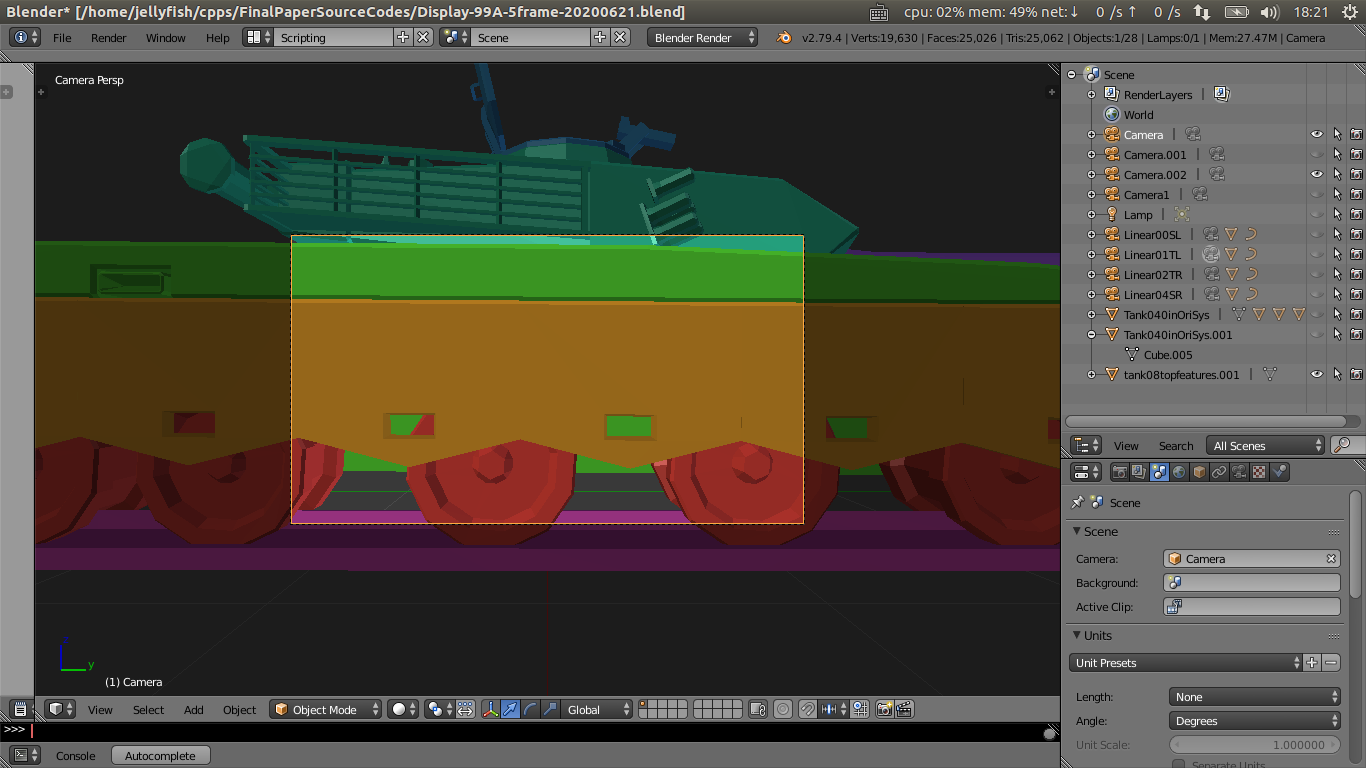 Blender* [/home/jellyfish/cpps/FinalPaperSourceCodes/Display-99A-5frame-20200621.blend]
cpu: 02% mem: 49% net:↓ 0 /s ↑ 0 /s 18:21
File Render Window Help Scripting Scene Blender Render v2.79.4 | Verts:19,630 | Faces:25,026 | Tris:25,062 | Objects:1/28 | Lamps:0/1 | Mem:27.47M | Camera
Camera Persp
z
y
(1) Camera
View Select Add Object Object Mode Global
>>>
Console Autocomplete
Scene
RenderLayers
World
Camera
Camera.001
Camera.002
Camera1
Lamp
Linear00SL
Linear01TL
Linear02TR
Linear04SR
Tank040inOriSys
Tank040inOriSys.001
Cube.005
tank08topfeatures.001
View Search All Scenes
Scene
Scene
Camera: Camera
Background:
Active Clip:
Units
Unit Presets
Length: None
Angle: Degrees
Unit Scale: 1.000000
Separate Units